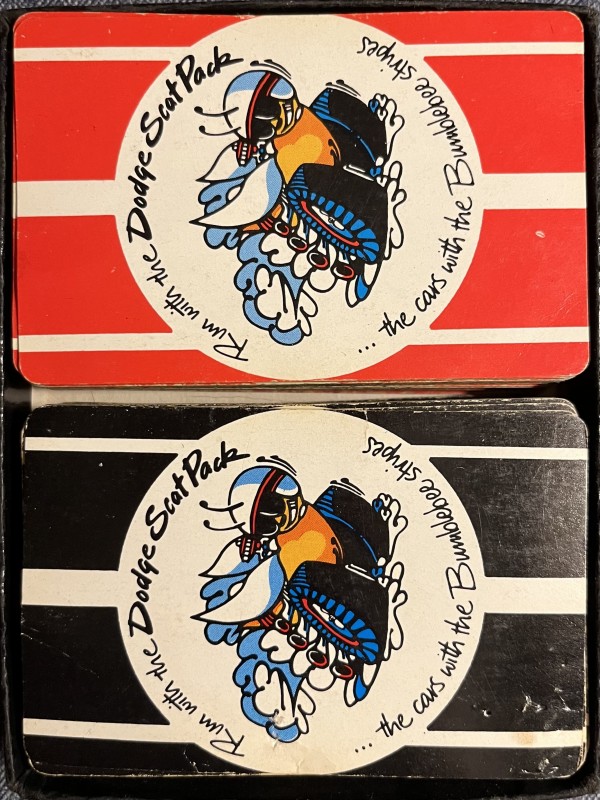 Run with the Dodge Scat Pack
... the cars with the Bumblebee stripes
Run with the Dodge Scat Pack
... the cars with the Bumblebee stripes